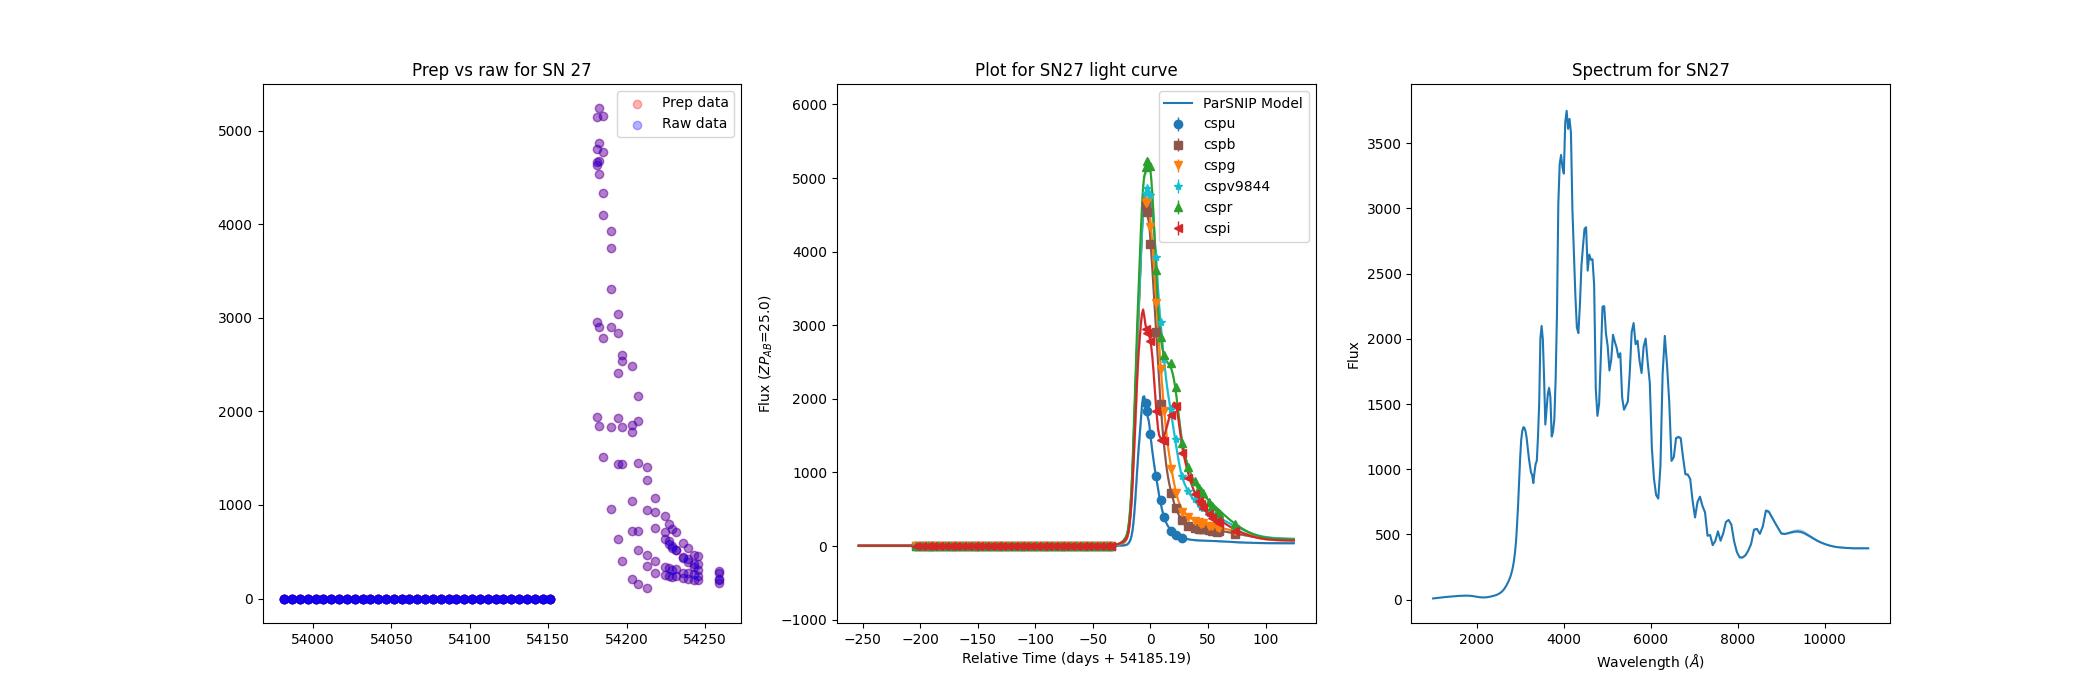 Prep vs raw for SN 27
Prep data
Raw data
5000
4000
3000
2000
1000
0
54000
54050
54100
54150
54200
54250
Plot for SN27 light curve
ParSNIP Model
cspu
cspb
cspg
cspv9844
cspr
cspi
Flux (ZP_AB=25.0)
6000
5000
4000
3000
2000
1000
0
−1000
−250
−200
−150
−100
−50
0
50
100
Relative Time (days + 54185.19)
Spectrum for SN27
Flux
3500
3000
2500
2000
1500
1000
500
0
2000
4000
6000
8000
10000
Wavelength (Å)